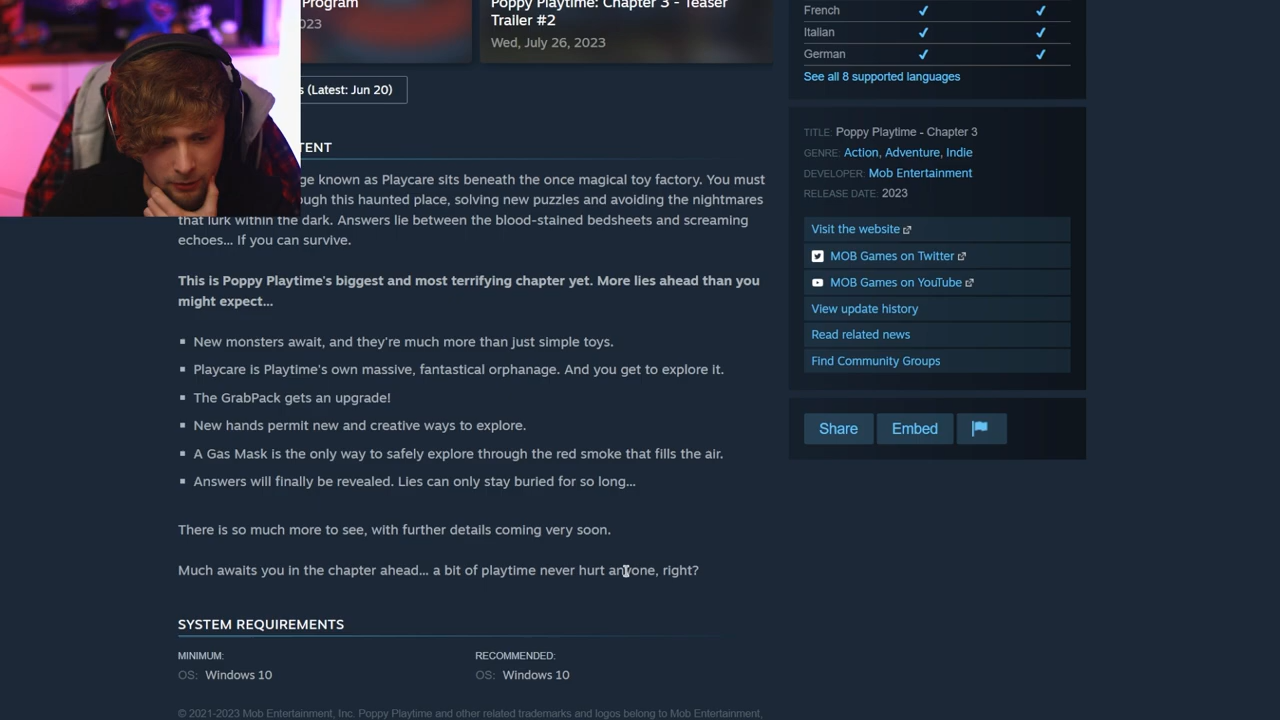 Program
Poppy Playtime: Chapter 3 - Teaser
Trailer #2
023
Wed, July 26, 2023
s (Latest: Jun 20)
TENT
ge known as Playcare sits beneath the once magical toy factory. You must
ough this haunted place, solving new puzzles and avoiding the nightmares
that lurk within the dark. Answers lie between the blood-stained bedsheets and screaming
echoes... If you can survive.
This is Poppy Playtime's biggest and most terrifying chapter yet. More lies ahead than you
might expect...
▪ New monsters await, and they're much more than just simple toys.
▪ Playcare is Playtime's own massive, fantastical orphanage. And you get to explore it.
▪ The GrabPack gets an upgrade!
▪ New hands permit new and creative ways to explore.
▪ A Gas Mask is the only way to safely explore through the red smoke that fills the air.
▪ Answers will finally be revealed. Lies can only stay buried for so long...
There is so much more to see, with further details coming very soon.
Much awaits you in the chapter ahead... a bit of playtime never hurt anyone, right?
SYSTEM REQUIREMENTS
MINIMUM:
OS: Windows 10
RECOMMENDED:
OS: Windows 10
© 2021-2023 Mob Entertainment, Inc. Poppy Playtime and other related trademarks and logos belong to Mob Entertainment,
French ✔ ✔
Italian ✔ ✔
German ✔ ✔
See all 8 supported languages
TITLE: Poppy Playtime - Chapter 3
GENRE: Action, Adventure, Indie
DEVELOPER: Mob Entertainment
RELEASE DATE: 2023
Visit the website
MOB Games on Twitter
MOB Games on YouTube
View update history
Read related news
Find Community Groups
Share Embed